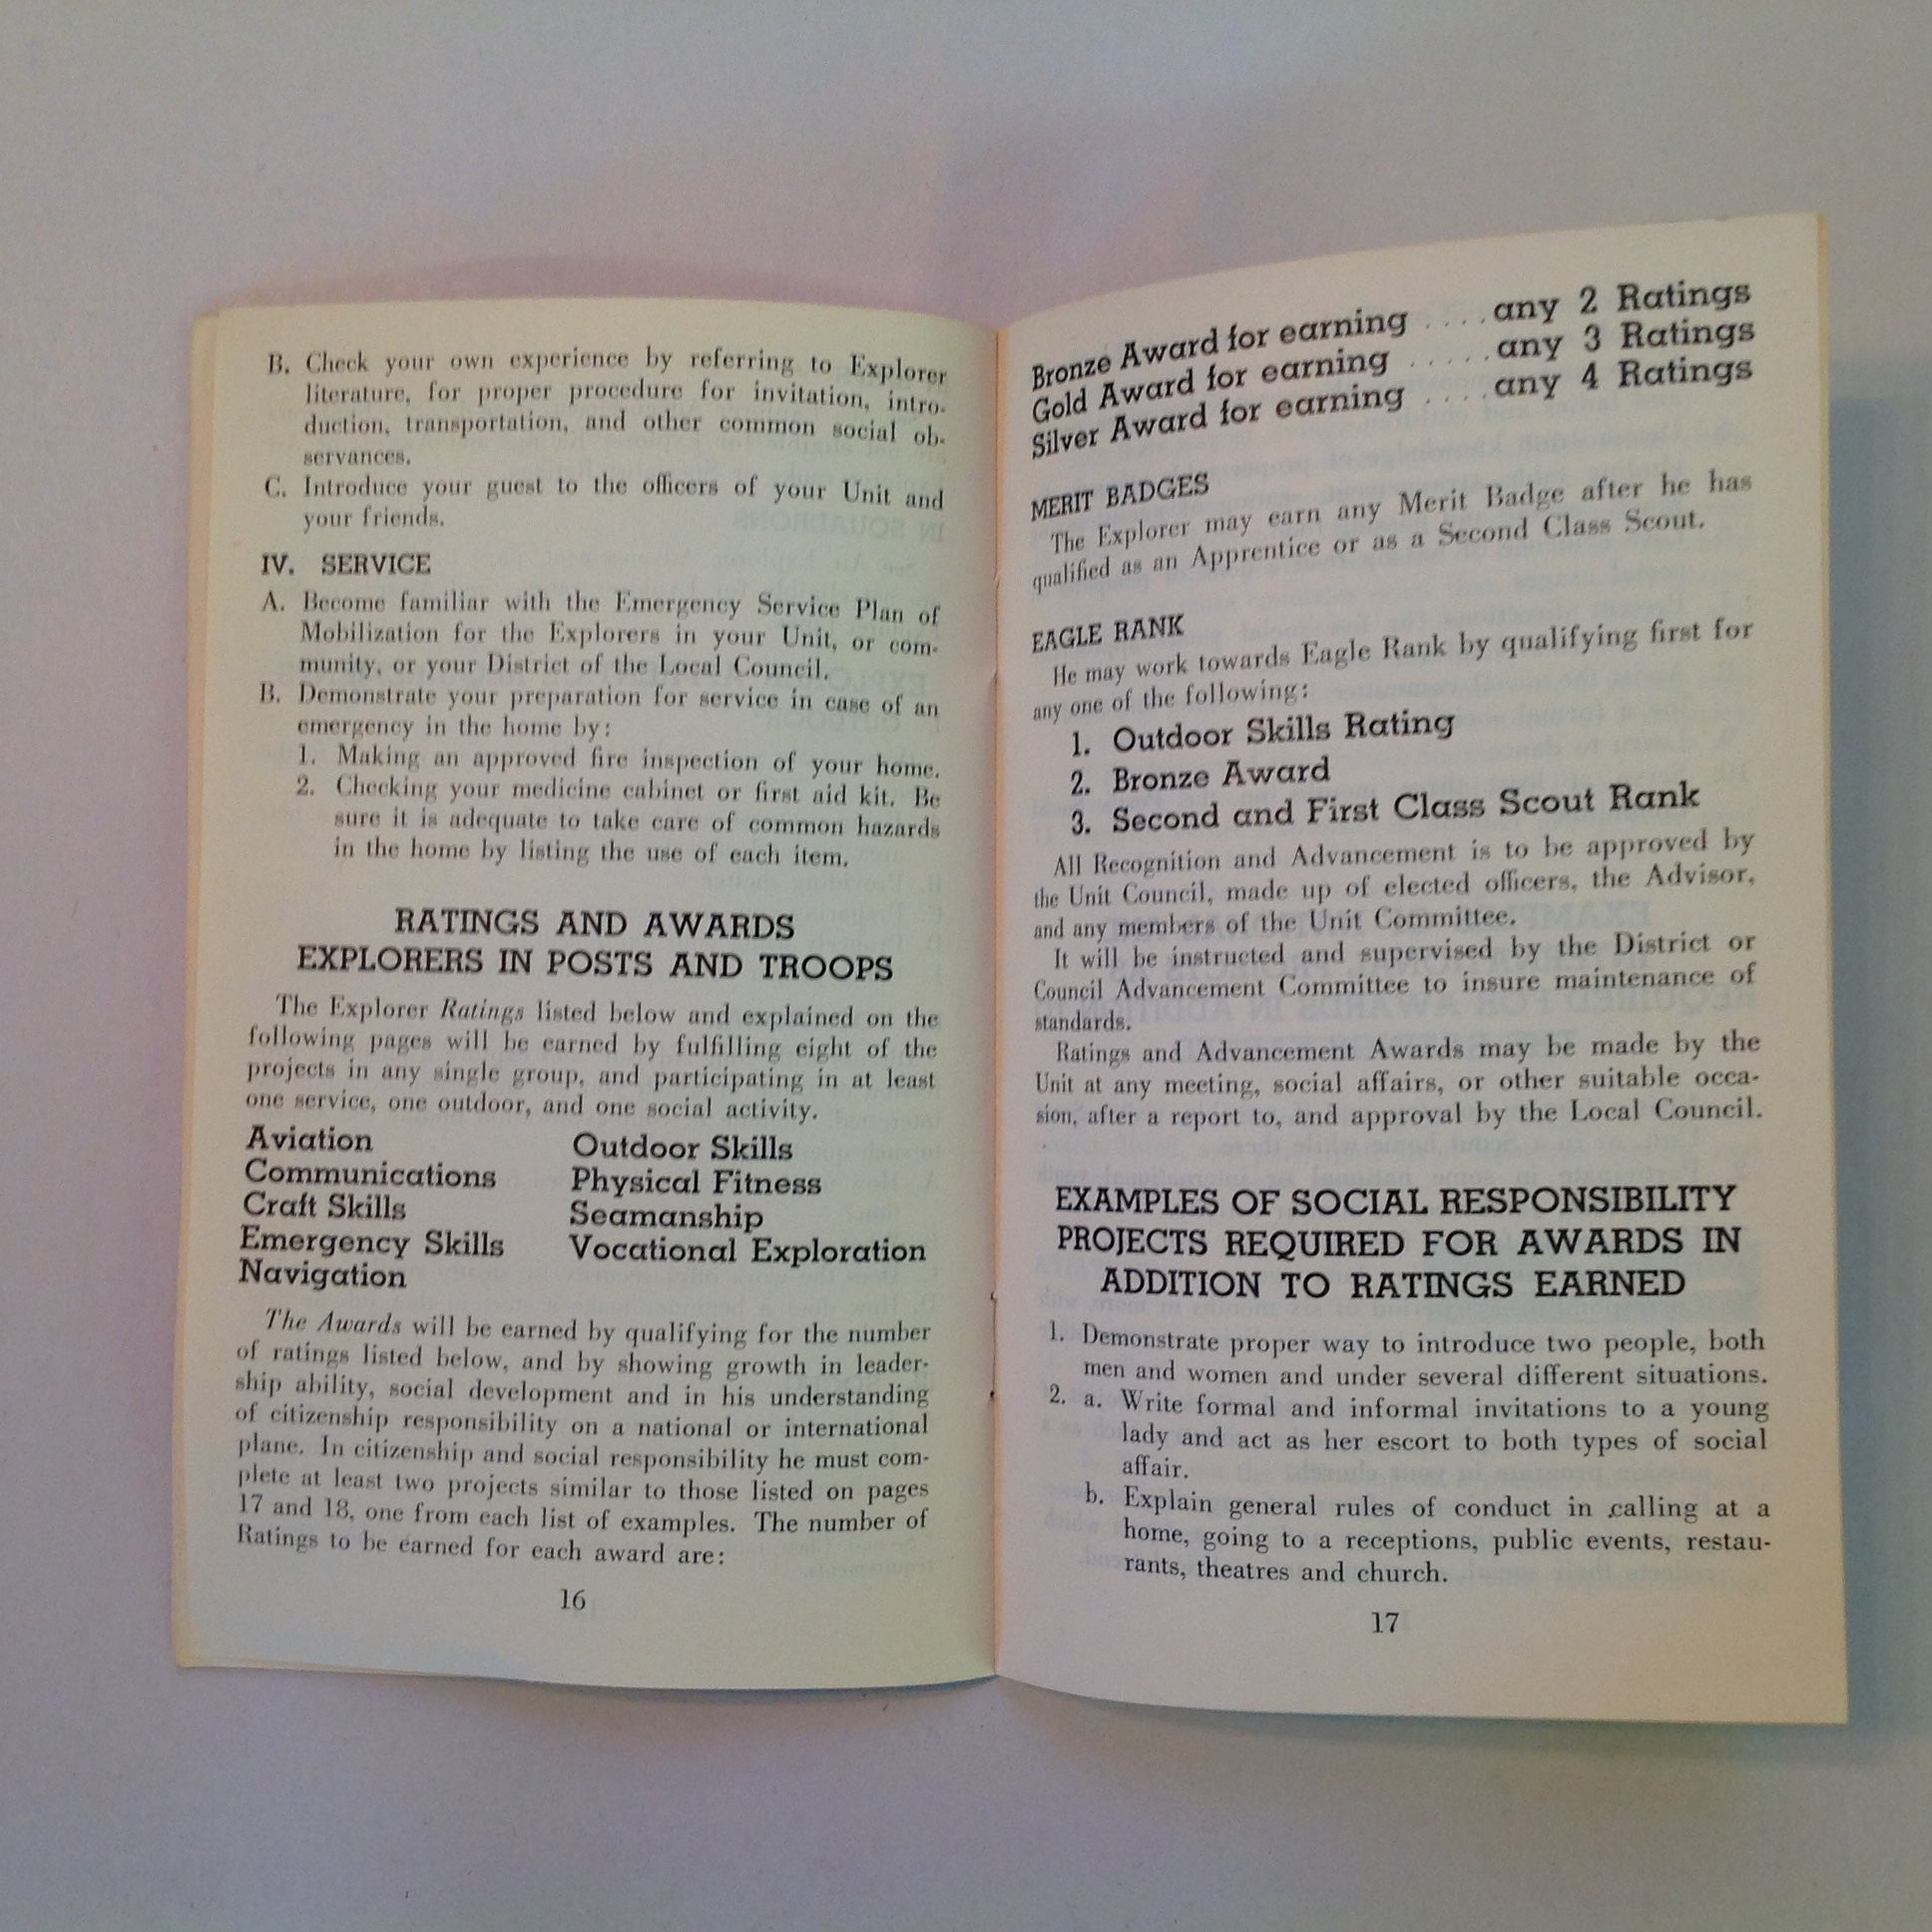 B. Check your own experience by referring to Explorer
literature, for proper procedure for invitation, intro-
duction, transportation, and other common social ob-
servances.
C. Introduce your guest to the officers of your Unit and
your friends.
IV. SERVICE
A. Become familiar with the Emergency Service Plan of
Mobilization for the Explorers in your Unit, or com-
munity, or your District of the Local Council.
B. Demonstrate your preparation for service in case of an
emergency in the home by:
1. Making an approved fire inspection of your home.
2. Checking your medicine cabinet or first aid kit. Be
sure it is adequate to take care of common hazards
in the home by listing the use of each item.
RATINGS AND AWARDS
EXPLORERS IN POSTS AND TROOPS
The Explorer Ratings listed below and explained on the
following pages will be earned by fulfilling eight of the
projects in any single group, and participating in at least
one service, one outdoor, and one social activity.
Aviation
Communications
Craft Skills
Emergency Skills
Navigation
Outdoor Skills
Physical Fitness
Seamanship
Vocational Exploration
The Awards will be earned by qualifying for the number
of ratings listed below, and by showing growth in leader-
ship ability, social development and in his understanding
of citizenship responsibility on a national or international
plane. In citizenship and social responsibility he must com-
plete at least two projects similar to those listed on pages
17 and 18, one from each list of examples. The number of
Ratings to be earned for each award are:
16
Bronze Award for earning .... any 2 Ratings
Gold Award for earning ..... any 3 Ratings
Silver Award for earning .... any 4 Ratings
MERIT BADGES
The Explorer may earn any Merit Badge after he has
qualified as an Apprentice or as a Second Class Scout.
EAGLE RANK
He may work towards Eagle Rank by qualifying first for
any one of the following:
1. Outdoor Skills Rating
2. Bronze Award
3. Second and First Class Scout Rank
All Recognition and Advancement is to be approved by
the Unit Council, made up of elected officers, the Advisor,
and any members of the Unit Committee.
It will be instructed and supervised by the District or
Council Advancement Committee to insure maintenance of
standards.
Ratings and Advancement Awards may be made by the
Unit at any meeting, social affairs, or other suitable occa-
sion, after a report to, and approval by the Local Council.
EXAMPLES OF SOCIAL RESPONSIBILITY
PROJECTS REQUIRED FOR AWARDS IN
ADDITION TO RATINGS EARNED
1. Demonstrate proper way to introduce two people, both
men and women and under several different situations.
2. a. Write formal and informal invitations to a young
lady and act as her escort to both types of social
affair.
b. Explain general rules of conduct in calling at a
home, going to a receptions, public events, restau-
rants, theatres and church.
17